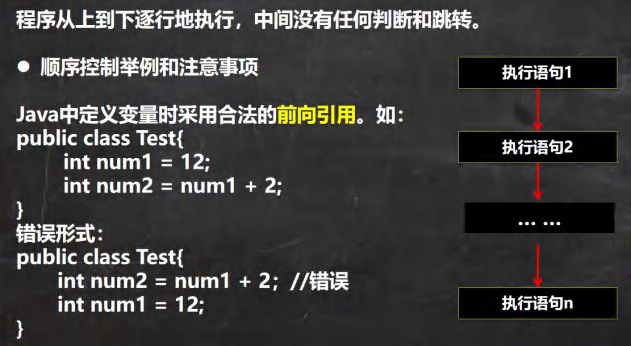 程序从上到下逐行地执行，中间没有任何判断和跳转。
● 顺序控制举例和注意事项
Java中定义变量时采用合法的前向引用。如：
public class Test{
int num1 = 12;
int num2 = num1 + 2;
}
错误形式：
public class Test{
int num2 = num1 + 2；//错误
int num1 = 12;
}
执行语句1
执行语句2
... ...
执行语句n